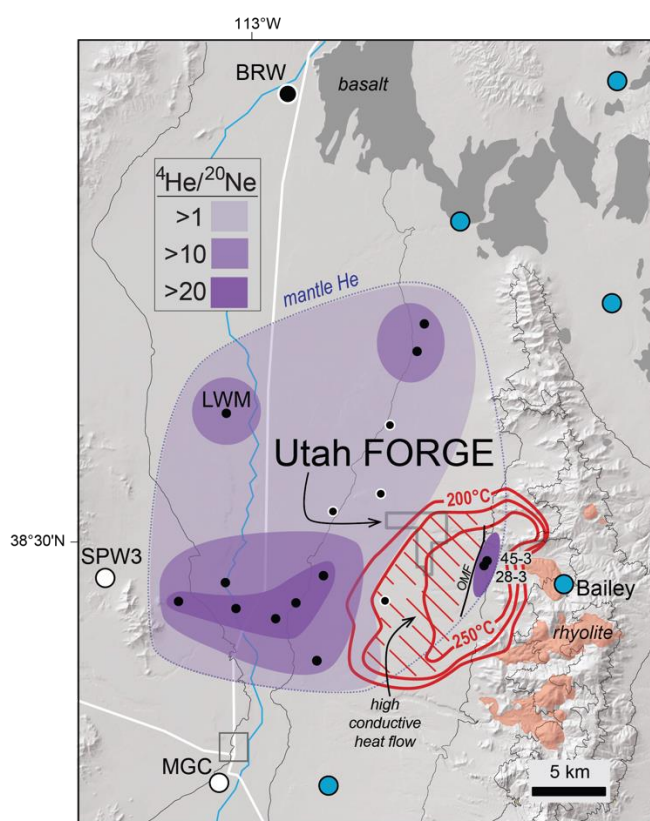 113°W
BRW
basalt
⁴He/²⁰Ne
>1
>10
>20
mantle He
LWM
Utah FORGE
200°C
38°30'N
SPW3
OMF
45-3
28-3
Bailey
250°C
rhyolite
high
conductive
heat flow
MGC
5 km